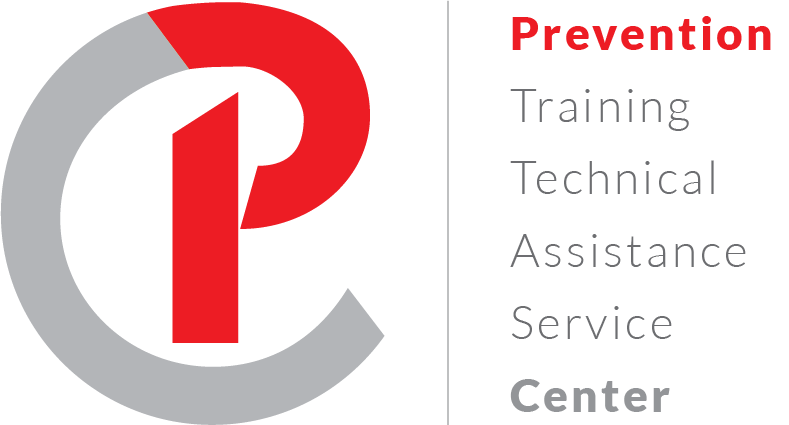 Prevention
Training
Technical
Assistance
Service
Center